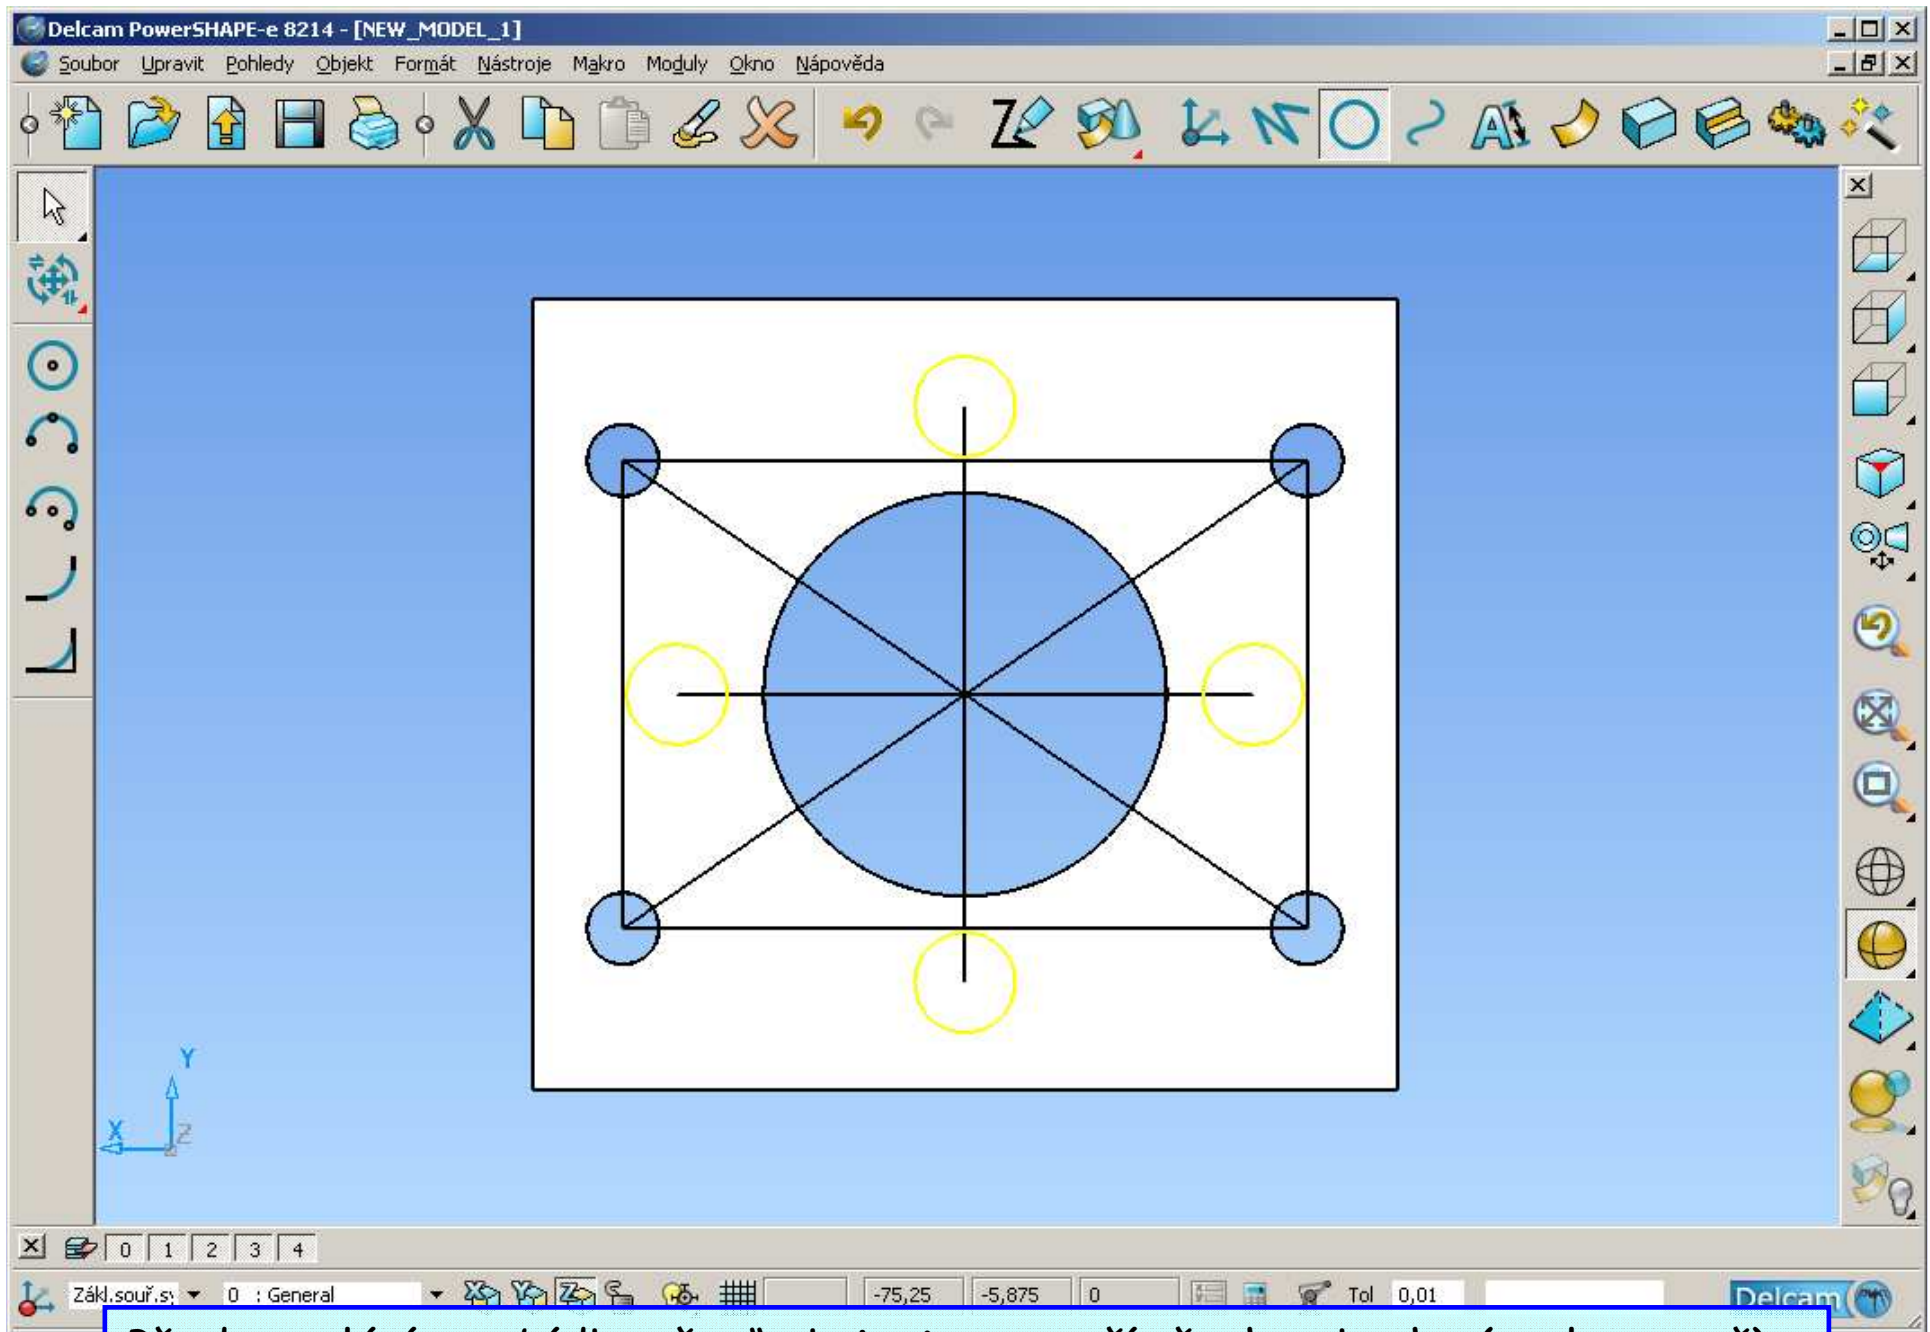 Delcam PowerSHAPE-e 8214 - [NEW_MODEL_1]
Soubor Upravit Pohledy Objekt Formát Nástroje Makro Moduly Okno Nápověda
Y
X
Z
0 1 2 3 4
Zákl.souř.s 0 : General -75,25 -5,875 0 Tol 0,01 Delcam